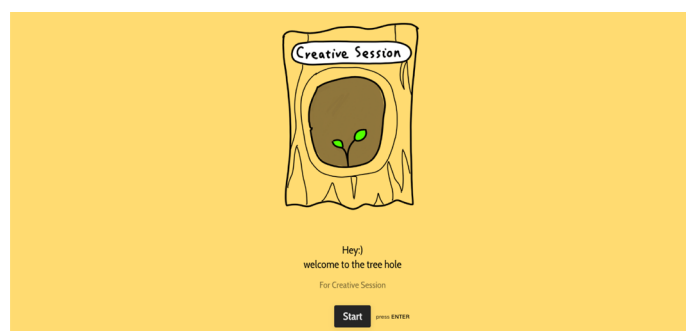 Creative Session
Hey:)
welcome to the tree hole
For Creative Session
Start press ENTER